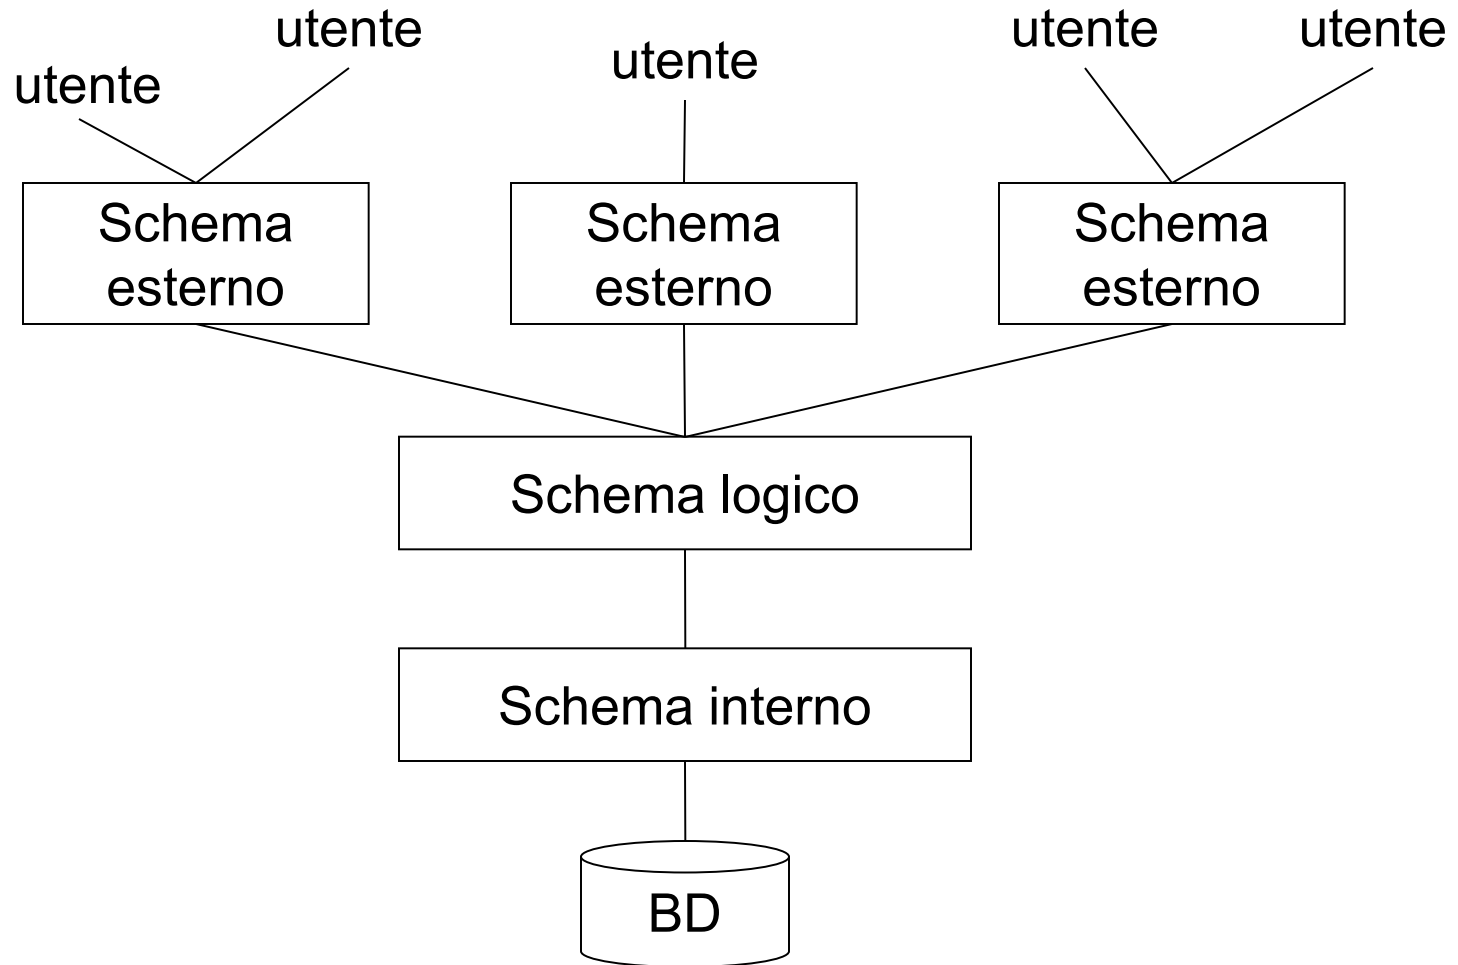 utente
utente
utente
utente
utente
Schema
esterno
Schema
esterno
Schema
esterno
Schema logico
Schema interno
BD